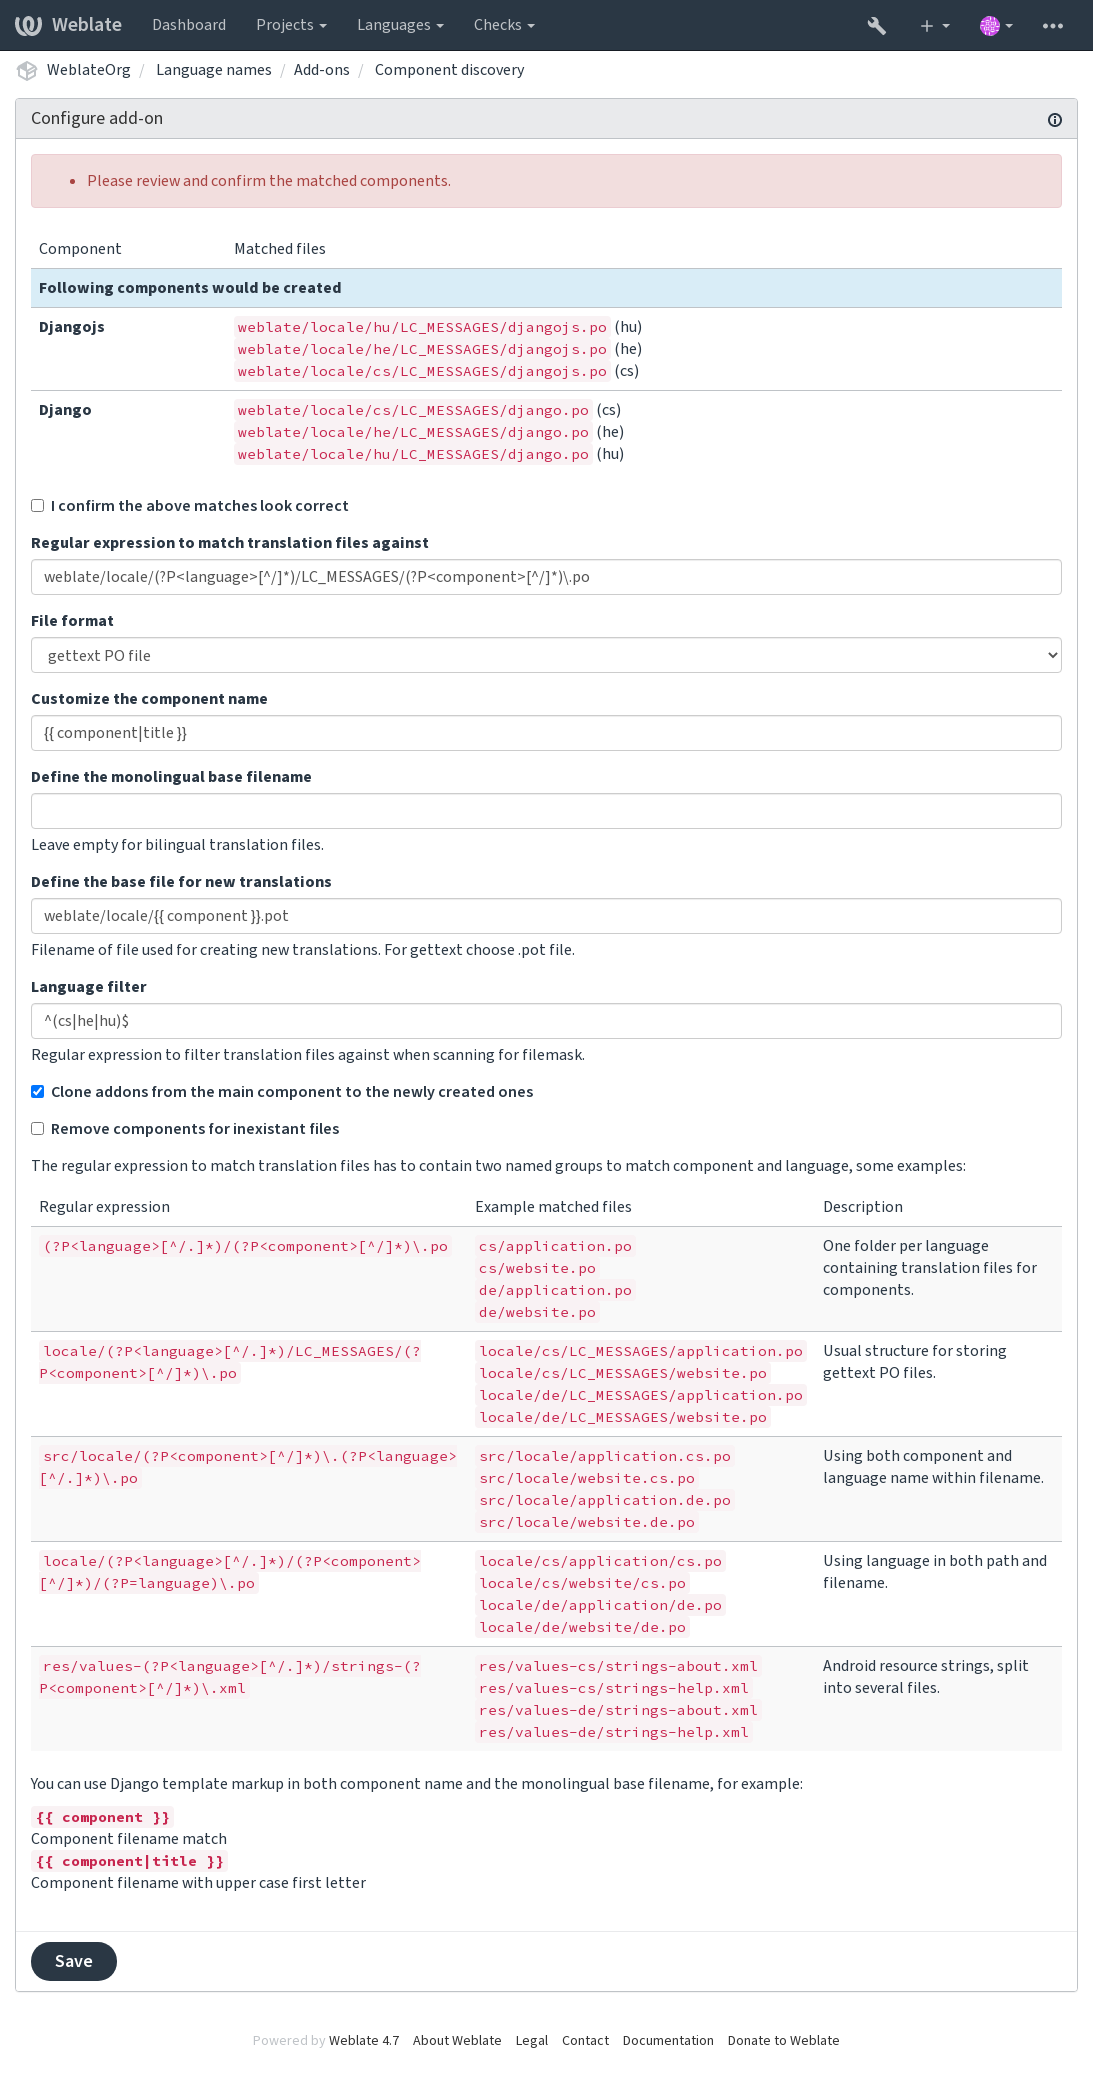 Weblate Dashboard Projects Languages Checks
WeblateOrg / Language names / Add-ons / Component discovery
Configure add-on
Please review and confirm the matched components.
Component Matched files
Following components would be created
Djangojs weblate/locale/hu/LC_MESSAGES/djangojs.po (hu)
weblate/locale/he/LC_MESSAGES/djangojs.po (he)
weblate/locale/cs/LC_MESSAGES/djangojs.po (cs)
Django weblate/locale/cs/LC_MESSAGES/django.po (cs)
weblate/locale/he/LC_MESSAGES/django.po (he)
weblate/locale/hu/LC_MESSAGES/django.po (hu)
I confirm the above matches look correct
Regular expression to match translation files against
weblate/locale/(?P<language>[^/]*)/LC_MESSAGES/(?P<component>[^/]*)\.po
File format
gettext PO file
Customize the component name
{{ component|title }}
Define the monolingual base filename
Leave empty for bilingual translation files.
Define the base file for new translations
weblate/locale/{{ component }}.pot
Filename of file used for creating new translations. For gettext choose .pot file.
Language filter
^(cs|he|hu)$
Regular expression to filter translation files against when scanning for filemask.
Clone addons from the main component to the newly created ones
Remove components for inexistant files
The regular expression to match translation files has to contain two named groups to match component and language, some examples:
Regular expression Example matched files Description
(?P<language>[^/.]*)/(?P<component>[^/]*)\.po cs/application.po One folder per language
cs/website.po containing translation files for
de/application.po components.
de/website.po
locale/(?P<language>[^/.]*)/LC_MESSAGES/(? locale/cs/LC_MESSAGES/application.po Usual structure for storing
P<component>[^/]*)\.po locale/cs/LC_MESSAGES/website.po gettext PO files.
locale/de/LC_MESSAGES/application.po
locale/de/LC_MESSAGES/website.po
src/locale/(?P<component>[^/]*)\.(?P<language> src/locale/application.cs.po Using both component and
[^/.]*)\.po src/locale/website.cs.po language name within filename.
src/locale/application.de.po
src/locale/website.de.po
locale/(?P<language>[^/.]*)/(?P<component> locale/cs/application/cs.po Using language in both path and
[^/]*)/(?P=language)\.po locale/cs/website/cs.po filename.
locale/de/application/de.po
locale/de/website/de.po
res/values-(?P<language>[^/.]*)/strings-(? res/values-cs/strings-about.xml Android resource strings, split
P<component>[^/]*)\.xml res/values-cs/strings-help.xml into several files.
res/values-de/strings-about.xml
res/values-de/strings-help.xml
You can use Django template markup in both component name and the monolingual base filename, for example:
{{ component }}
Component filename match
{{ component|title }}
Component filename with upper case first letter
Save
Powered by Weblate 4.7 About Weblate Legal Contact Documentation Donate to Weblate